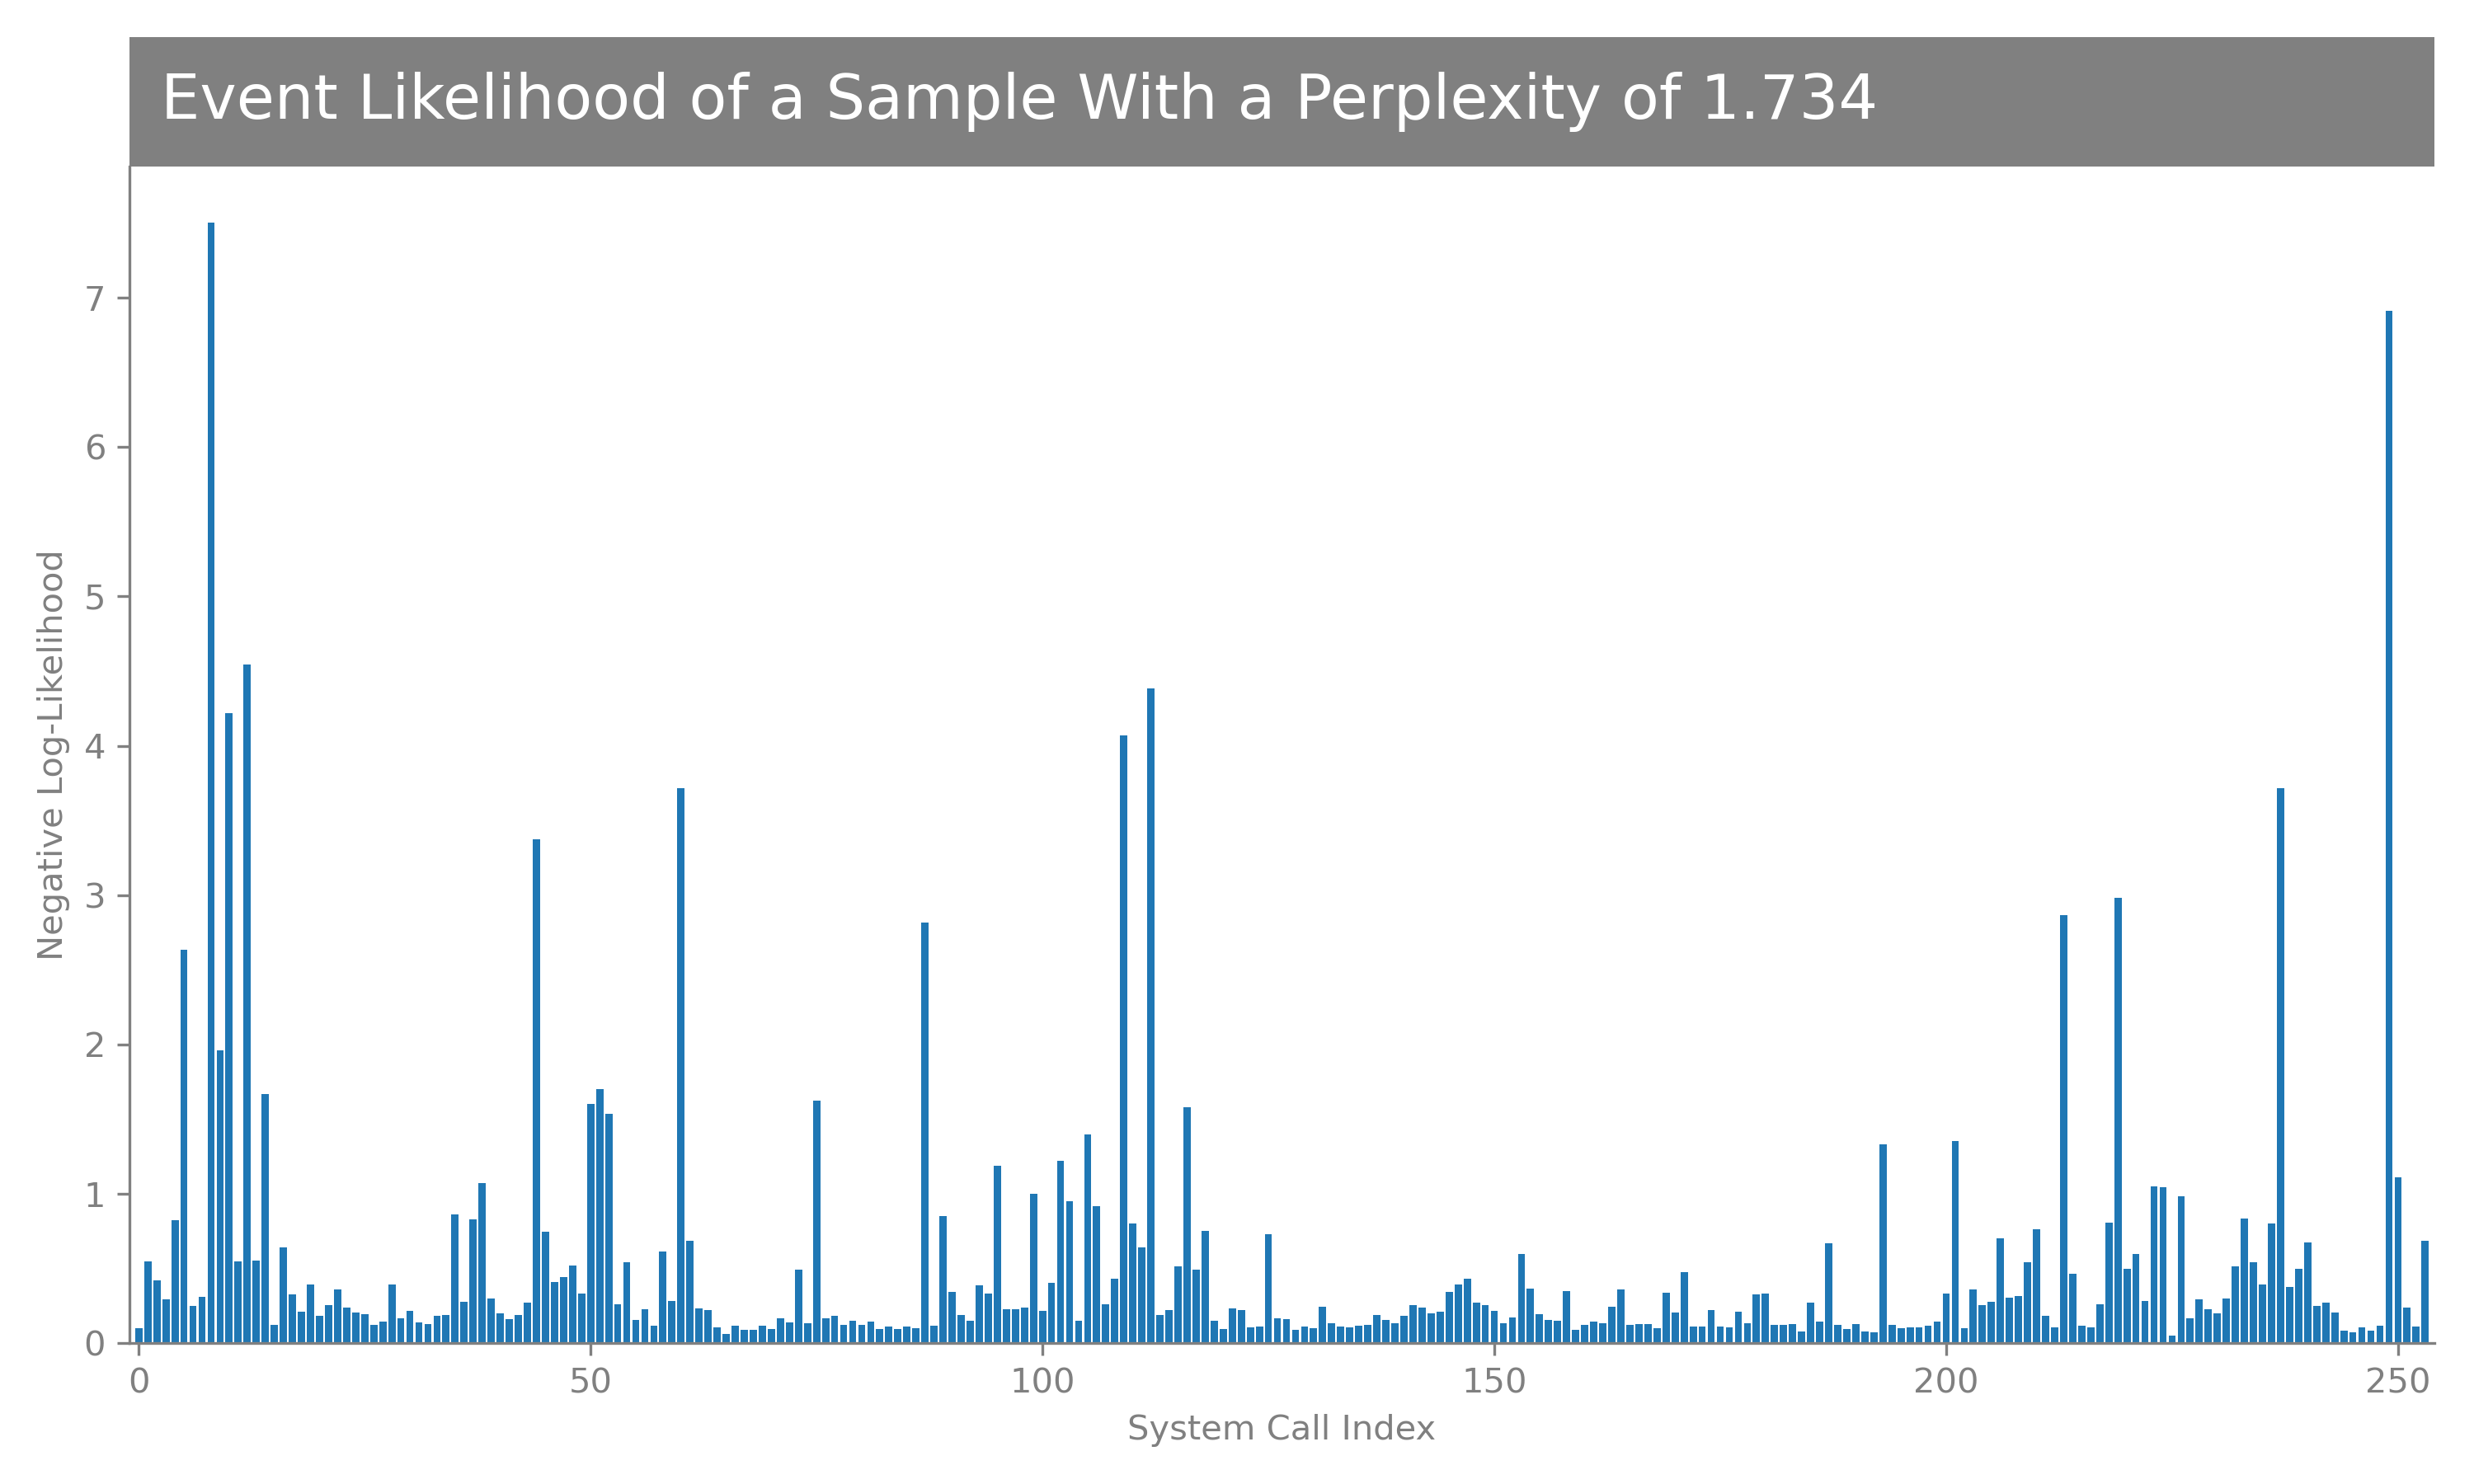 Event Likelihood of a Sample With a Perplexity of 1.734
Negative Log-Likelihood
7
6
5
4
3
2
1
0
0 50 100 150 200 250
System Call Index